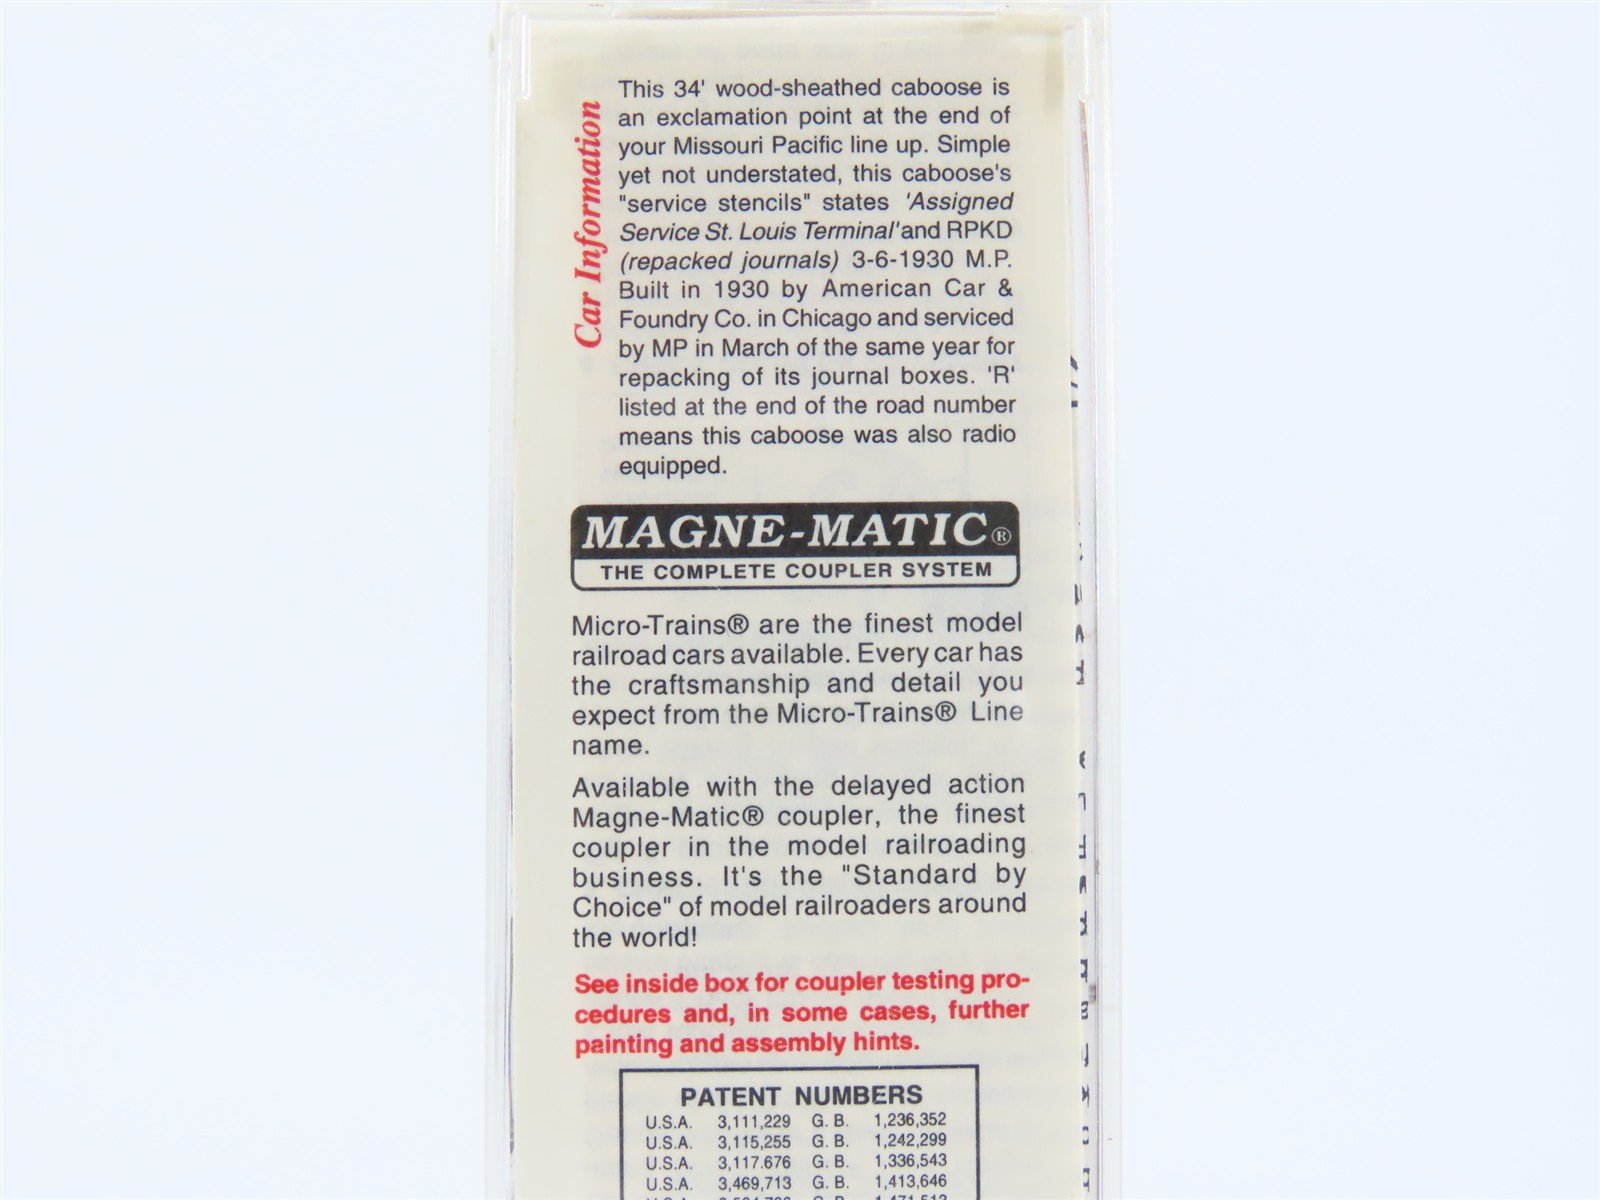 Car Information
This 34' wood-sheathed caboose is
an exclamation point at the end of
your Missouri Pacific line up. Simple
yet not understated, this caboose's
"service stencils" states 'Assigned
Service St. Louis Terminal'and RPKD
(repacked journals) 3-6-1930 M.P.
Built in 1930 by American Car &
Foundry Co. in Chicago and serviced
by MP in March of the same year for
repacking of its journal boxes. 'R'
listed at the end of the road number
means this caboose was also radio
equipped.
MAGNE-MATIC®
THE COMPLETE COUPLER SYSTEM
Micro-Trains® are the finest model
railroad cars available. Every car has
the craftsmanship and detail you
expect from the Micro-Trains® Line
name.
Available with the delayed action
Magne-Matic® coupler, the finest
coupler in the model railroading
business. It's the "Standard by
Choice" of model railroaders around
the world!
See inside box for coupler testing pro-
cedures and, in some cases, further
painting and assembly hints.
PATENT NUMBERS
U.S.A. 3,111,229 G. B. 1,236,352
U.S.A. 3,115,255 G. B. 1,242,299
U.S.A. 3,117.676 G. B. 1,336,543
U.S.A. 3,469,713 G. B. 1,413,646